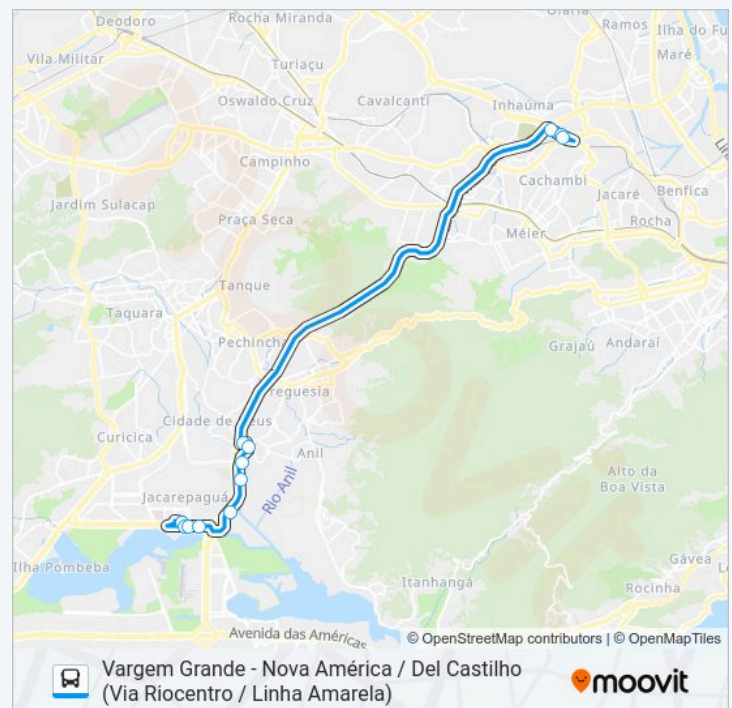 Deodoro
Rocha Miranda
Olaria
Ramos
Ilha do Fu
Maré
Vila Militar
Turiaçu
Oswaldo Cruz
Cavalcanti
Inhaúma
Campinho
Cachambi
Jacaré
Benfica
Jardim Sulacap
Praça Seca
Méier
Rocha
Tanque
Taquara
Pechincha
Grajaú
Andaraí
reguesia
Cidade de
eus
Curicica
Anil
Alto da
Boa Vista
Jacarepaguá
Rio Anil
Ilha Pombeba
Itanhangá
Gávea
Rocinha
Avenida das Américas
© OpenStreetMap contributors | © OpenMapTiles
Vargem Grande - Nova América / Del Castilho
(Via Riocentro / Linha Amarela)
moovit